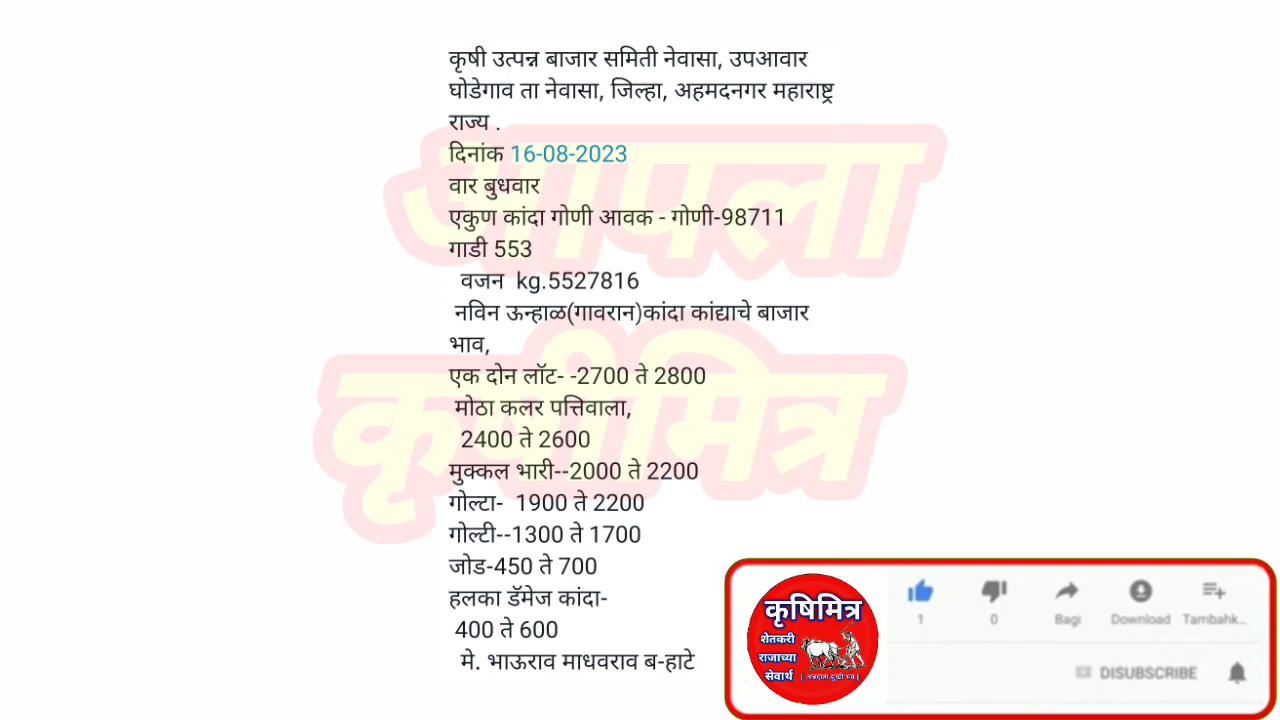 कृषी उत्पन्न बाजार समिती नेवासा, उपआवार
घोडेगाव ता नेवासा, जिल्हा, अहमदनगर महाराष्ट्र
राज्य .
दिनांक 16-08-2023
वार बुधवार
एकुण कांदा गोणी आवक - गोणी-98711
गाडी 553
वजन kg.5527816
नविन ऊन्हाळ(गावरान)कांदा कांद्याचे बाजार
भाव,
एक दोन लॉट- -2700 ते 2800
मोठा कलर पत्तिवाला,
2400 ते 2600
मुक्कल भारी--2000 ते 2200
गोल्टा- 1900 ते 2200
गोल्टी--1300 ते 1700
जोड-450 ते 700
हलका डॅमेज कांदा-
400 ते 600
मे. भाऊराव माधवराव ब-हाटे
आपला
कृषीमित्र
कृषिमित्र
शेतकरी
राजाच्या
सेवार्थ
1
0
Bagi
Download
Tambahk...
DISUBSCRIBE